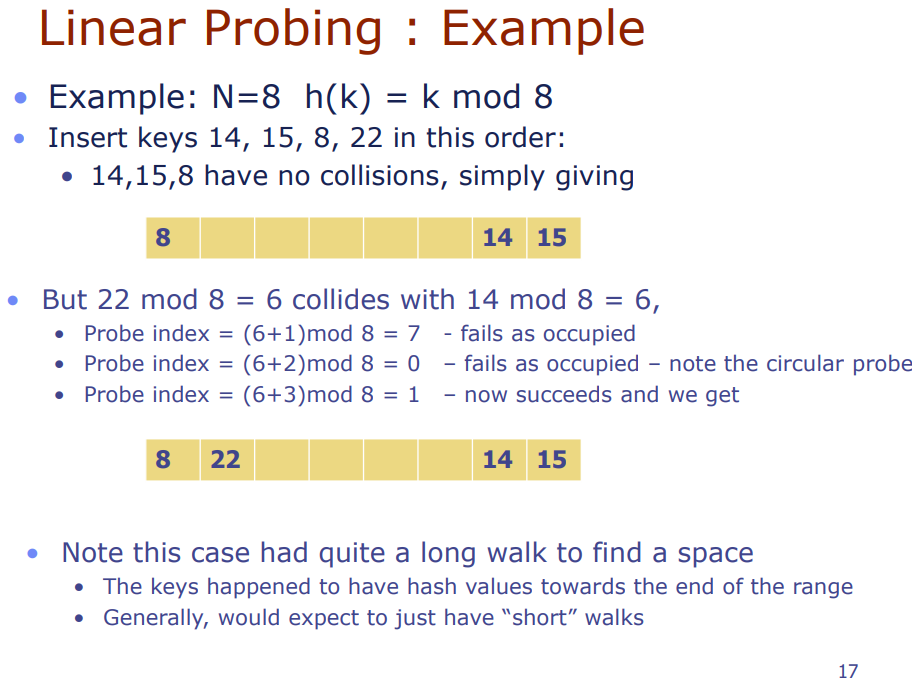 Linear Probing : Example
• Example: N=8 h(k) = k mod 8
• Insert keys 14, 15, 8, 22 in this order:
• 14,15,8 have no collisions, simply giving
8 14 15
• But 22 mod 8 = 6 collides with 14 mod 8 = 6,
• Probe index = (6+1)mod 8 = 7 - fails as occupied
• Probe index = (6+2)mod 8 = 0 – fails as occupied – note the circular probe
• Probe index = (6+3)mod 8 = 1 – now succeeds and we get
8 22 14 15
• Note this case had quite a long walk to find a space
• The keys happened to have hash values towards the end of the range
• Generally, would expect to just have “short” walks
17